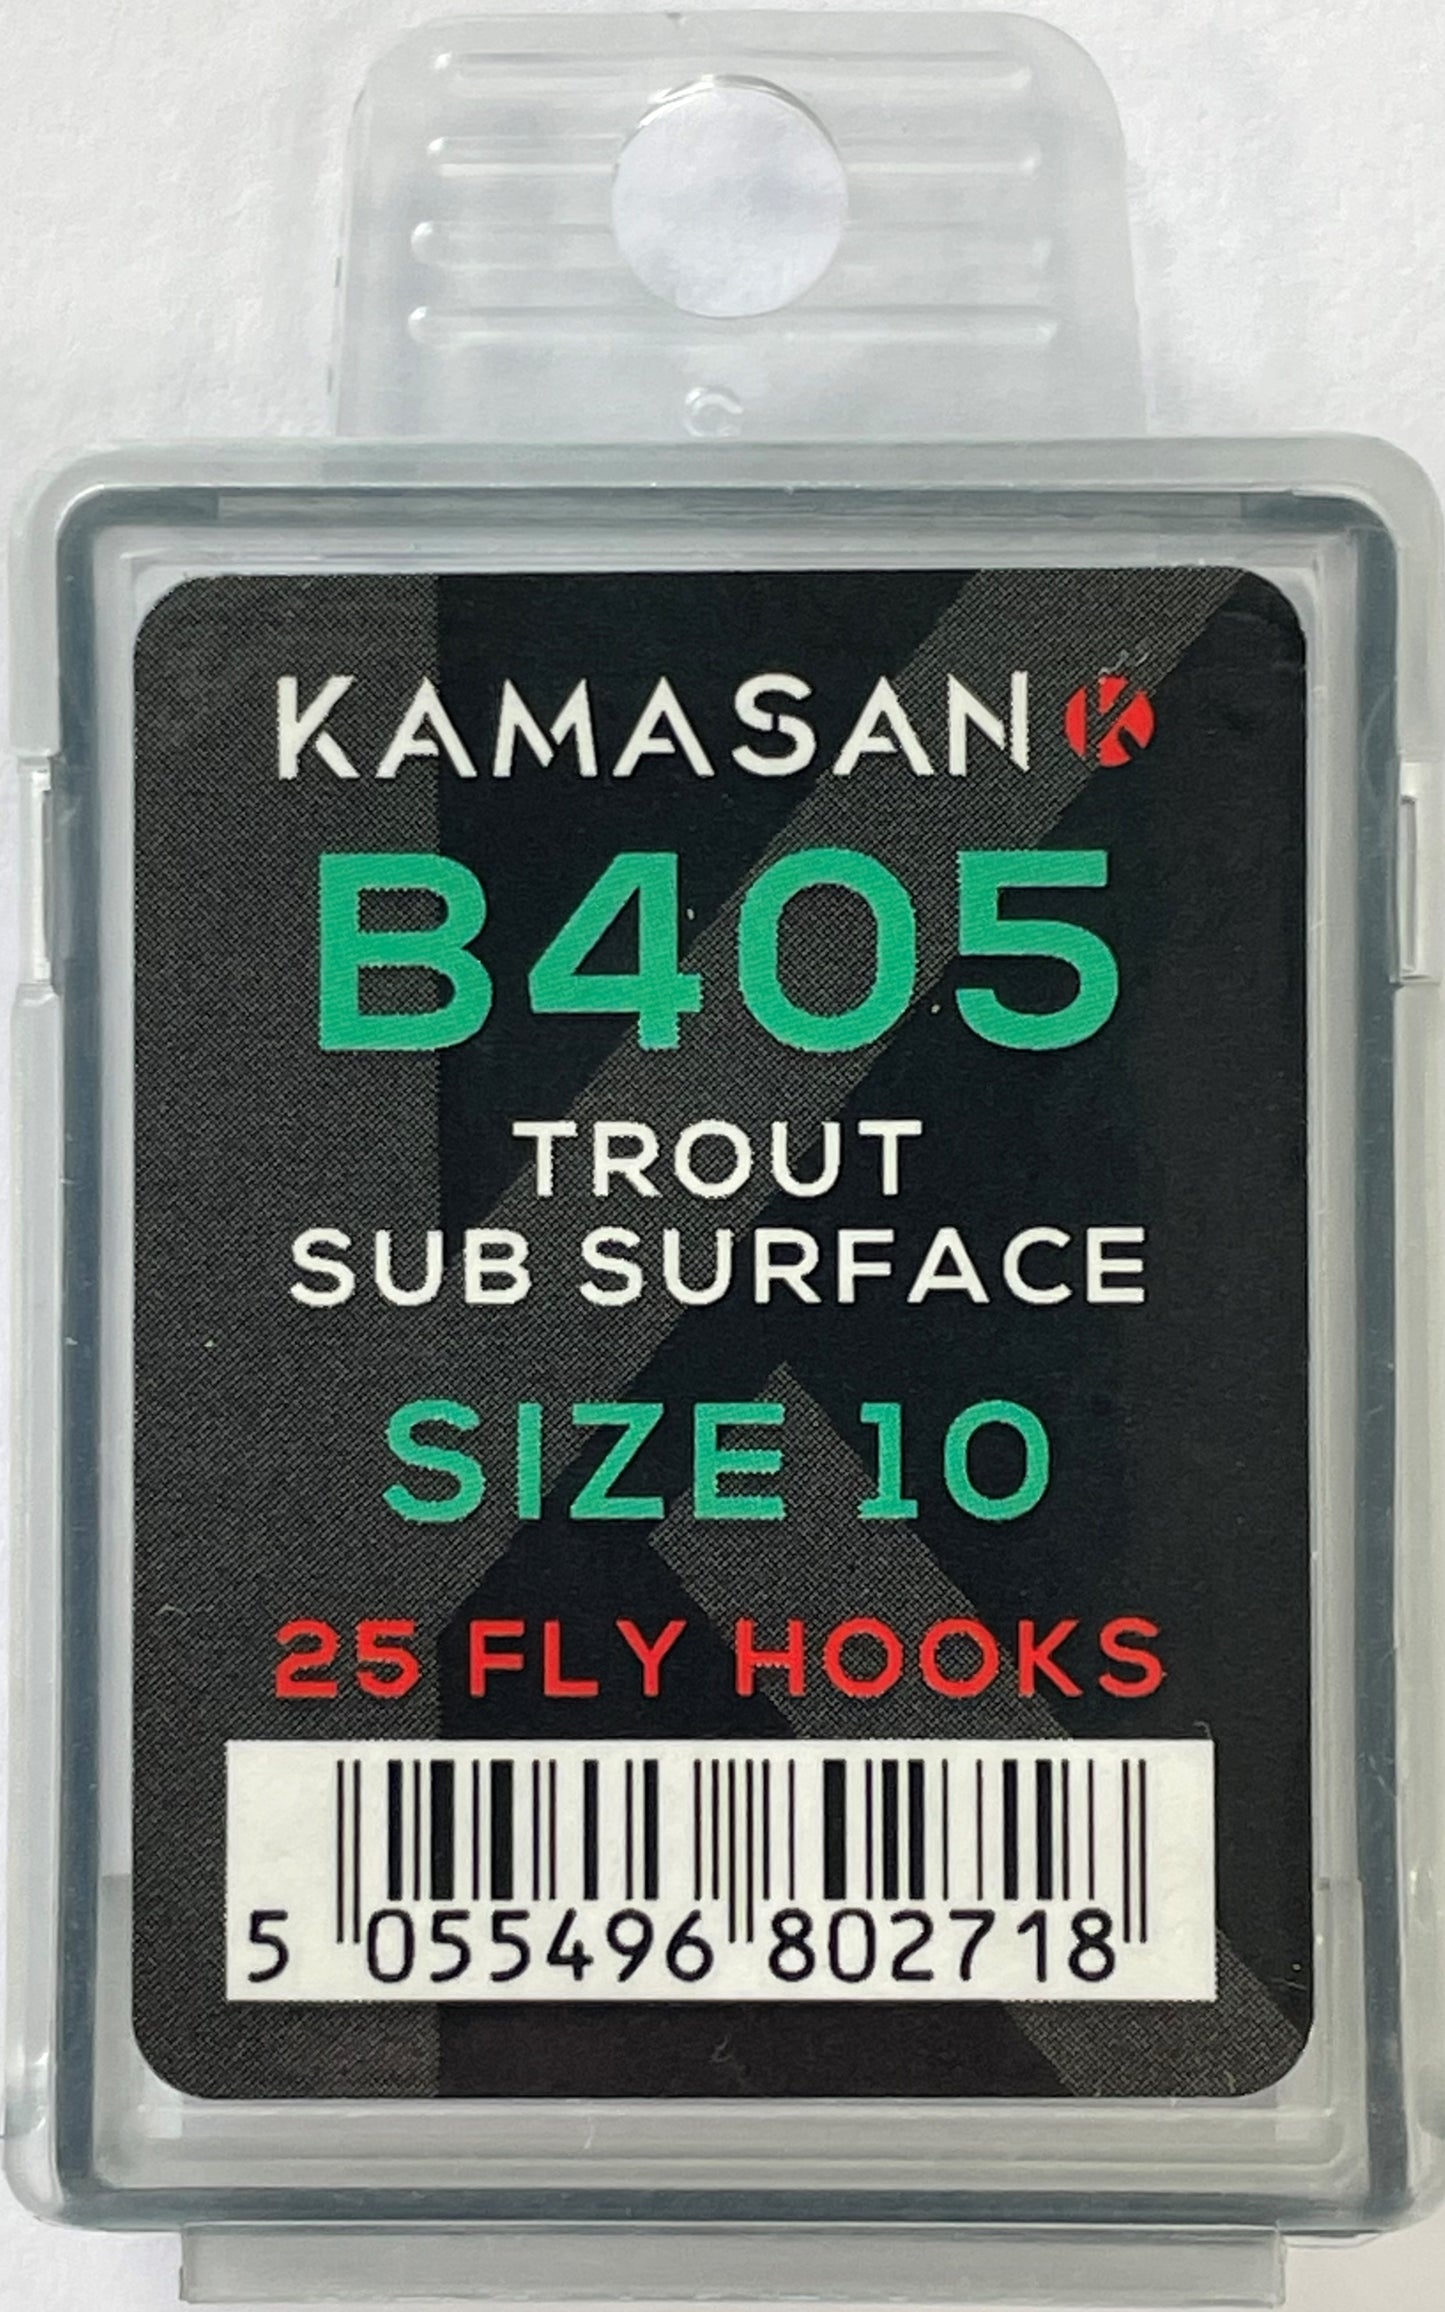 KAMASAN
B405
TROUT
SUB SURFACE
SIZE 10
25 FLY HOOKS
5 055496 802718